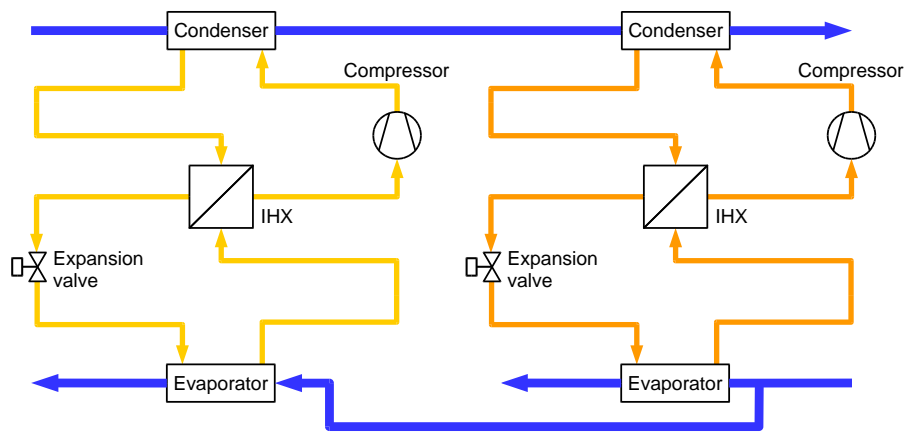 Condenser
Condenser
Compressor
Compressor
IHX
IHX
Expansion
valve
Expansion
valve
Evaporator
Evaporator